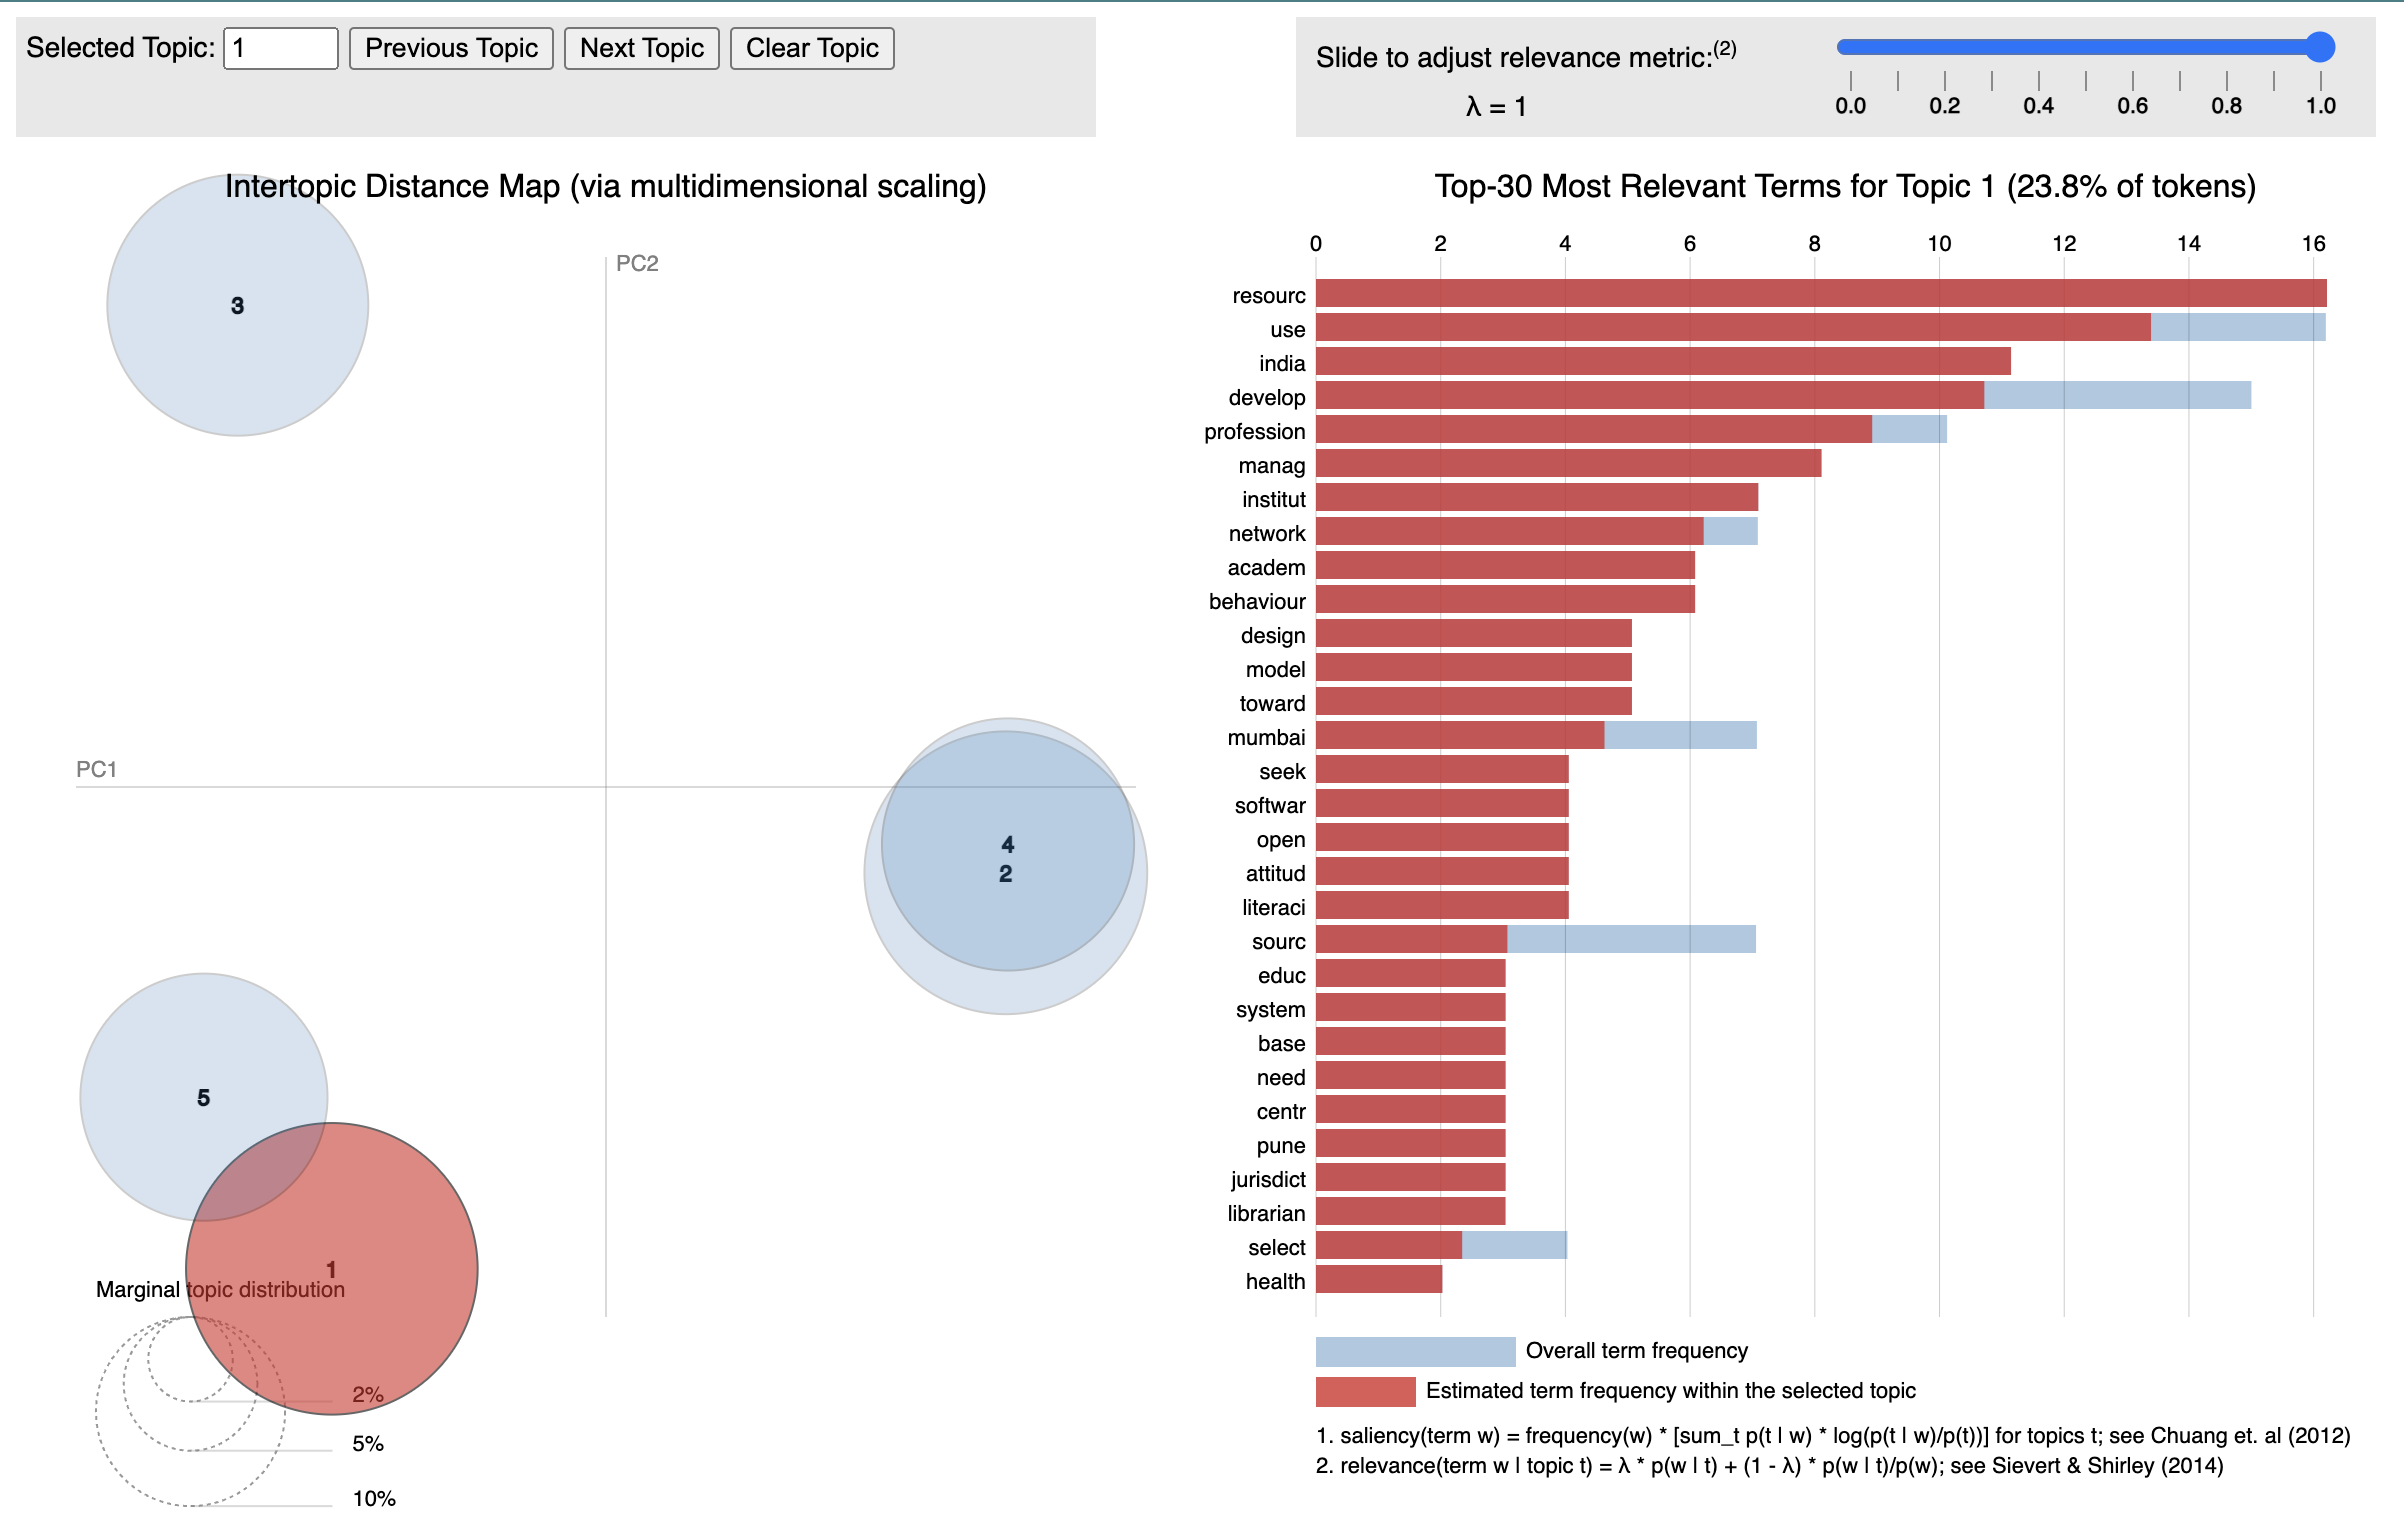 Selected Topic: 1 Previous Topic Next Topic Clear Topic
Slide to adjust relevance metric:(2)
λ = 1
0.0 0.2 0.4 0.6 0.8 1.0
Intertopic Distance Map (via multidimensional scaling)
PC2
PC1
3
4
2
5
1
Marginal topic distribution
2%
5%
10%
Top-30 Most Relevant Terms for Topic 1 (23.8% of tokens)
0 2 4 6 8 10 12 14 16
resourc
use
india
develop
profession
manag
institut
network
academ
behaviour
design
model
toward
mumbai
seek
softwar
open
attitud
literaci
sourc
educ
system
base
need
centr
pune
jurisdict
librarian
select
health
Overall term frequency
Estimated term frequency within the selected topic
1. saliency(term w) = frequency(w) * [sum_t p(t | w) * log(p(t | w)/p(t))] for topics t; see Chuang et. al (2012)
2. relevance(term w | topic t) = λ * p(w | t) + (1 - λ) * p(w | t)/p(w); see Sievert & Shirley (2014)